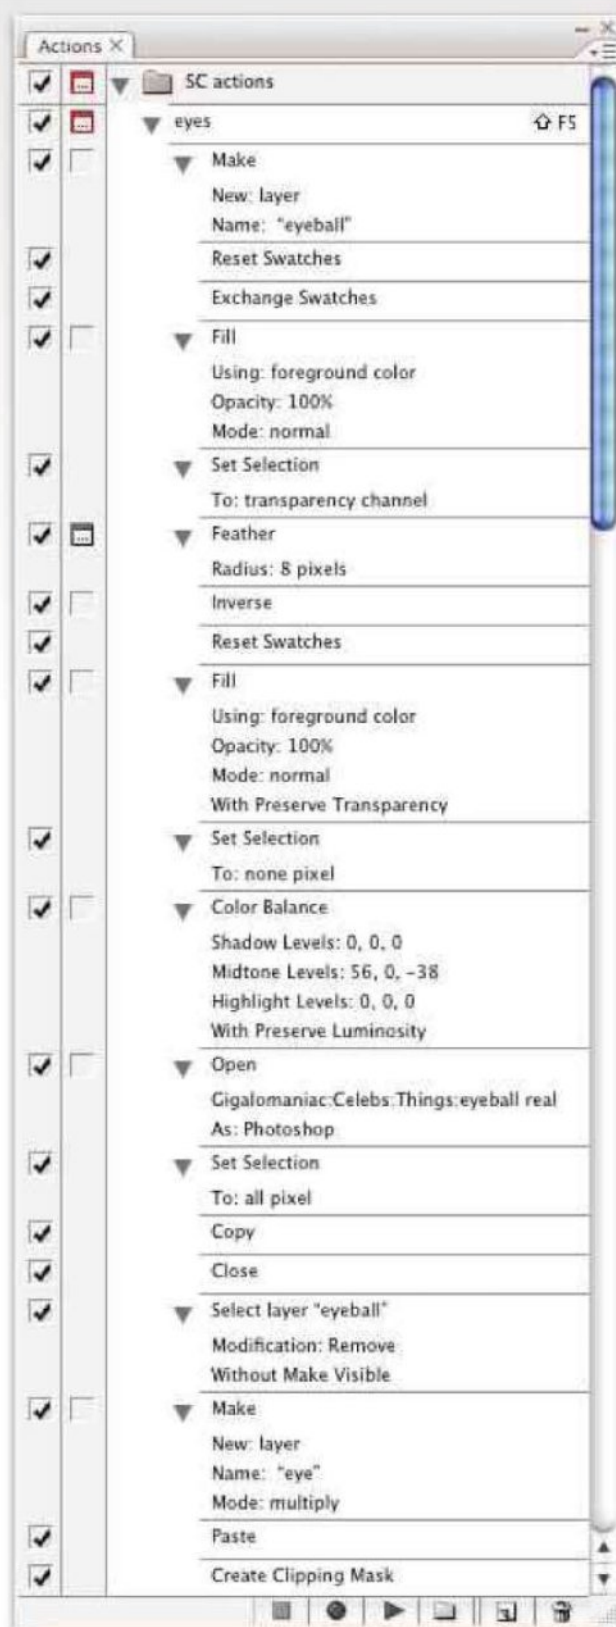 Actions
SC actions
eyes F5
Make
New: layer
Name: "eyeball"
Reset Swatches
Exchange Swatches
Fill
Using: foreground color
Opacity: 100%
Mode: normal
Set Selection
To: transparency channel
Feather
Radius: 8 pixels
Inverse
Reset Swatches
Fill
Using: foreground color
Opacity: 100%
Mode: normal
With Preserve Transparency
Set Selection
To: none pixel
Color Balance
Shadow Levels: 0, 0, 0
Midtone Levels: 56, 0, -38
Highlight Levels: 0, 0, 0
With Preserve Luminosity
Open
Gigalomaniac:Celebs:Things:eyeball real
As: Photoshop
Set Selection
To: all pixel
Copy
Close
Select layer "eyeball"
Modification: Remove
Without Make Visible
Make
New: layer
Name: "eye"
Mode: multiply
Paste
Create Clipping Mask